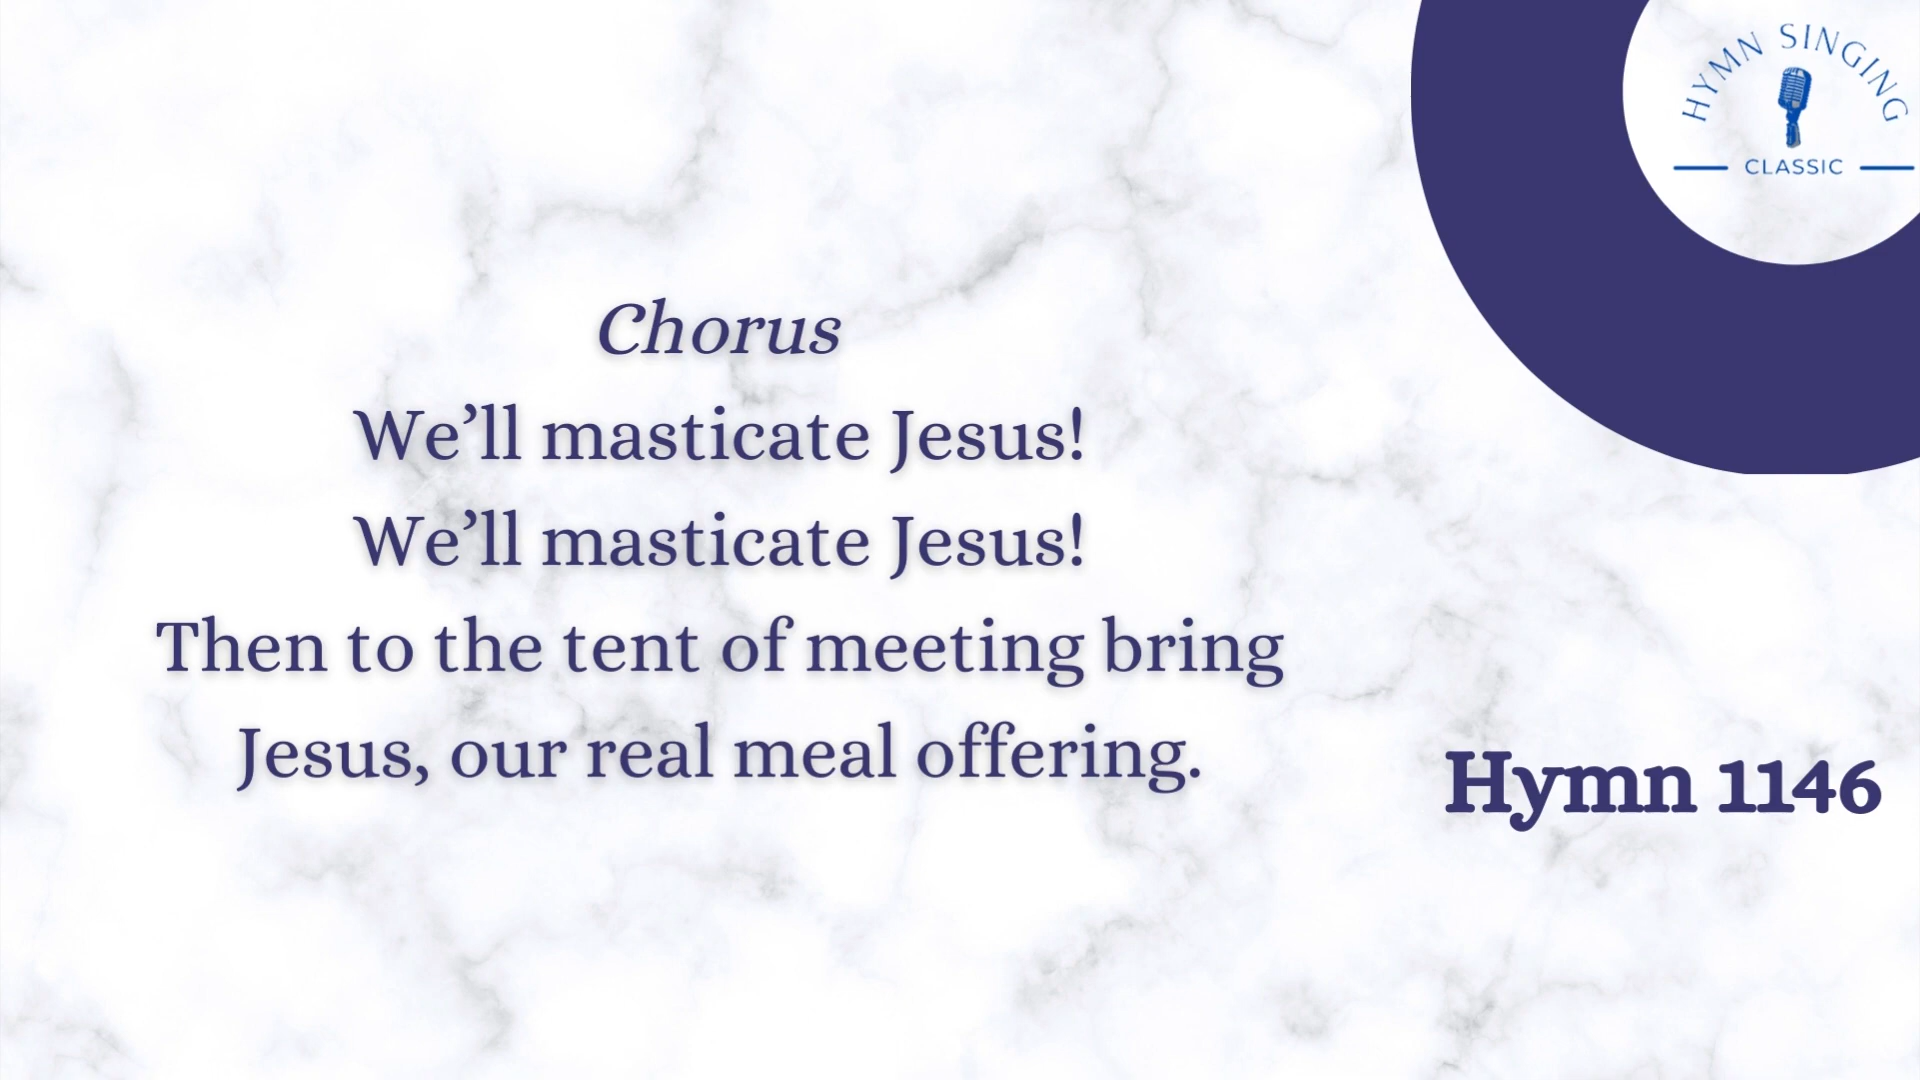 HYMN SINGING
CLASSIC
Chorus
We’ll masticate Jesus!
We’ll masticate Jesus!
Then to the tent of meeting bring
Jesus, our real meal offering.
Hymn 1146